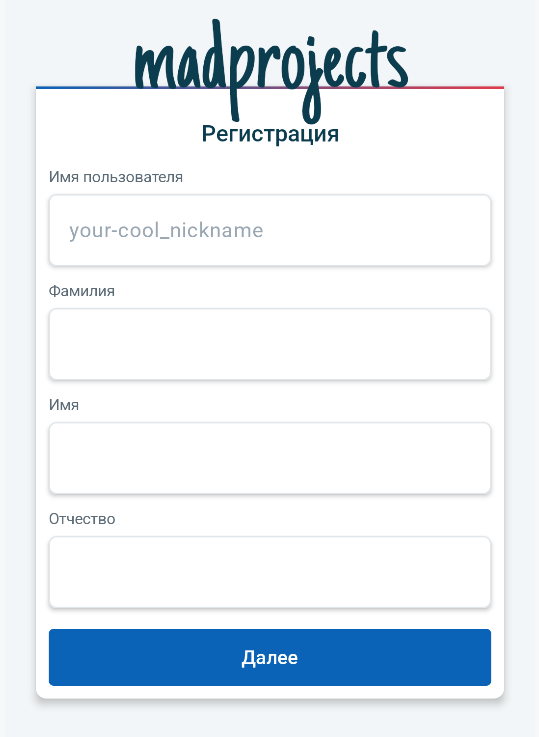 madprojects
Регистрация
Имя пользователя
your-cool_nickname
Фамилия
Имя
Отчество
Далее